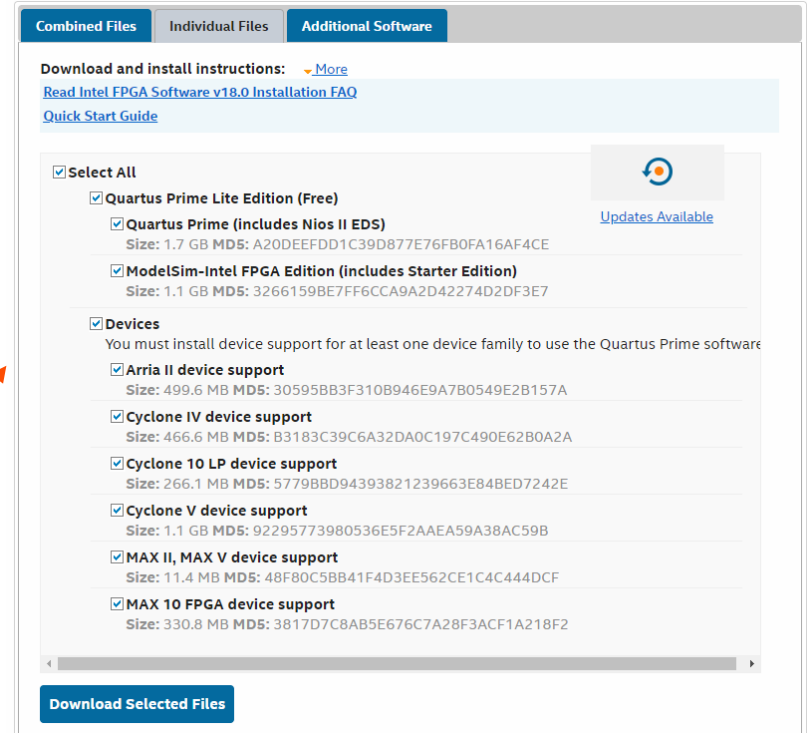 Combined Files
Individual Files
Additional Software
Download and install instructions: More
Read Intel FPGA Software v18.0 Installation FAQ
Quick Start Guide
Select All
Updates Available
Quartus Prime Lite Edition (Free)
Quartus Prime (includes Nios II EDS)
Size: 1.7 GB MD5: A20DEEFDD1C39D877E76FB0FA16AF4CE
ModelSim-Intel FPGA Edition (includes Starter Edition)
Size: 1.1 GB MD5: 3266159BE7FF6CCA9A2D42274D2DF3E7
Devices
You must install device support for at least one device family to use the Quartus Prime software
Arria II device support
Size: 499.6 MB MD5: 30595BB3F310B946E9A7B0549E2B157A
Cyclone IV device support
Size: 466.6 MB MD5: B3183C39C6A32DA0C197C490E62B0A2A
Cyclone 10 LP device support
Size: 266.1 MB MD5: 5779BBD94393821239663E84BED7242E
Cyclone V device support
Size: 1.1 GB MD5: 92295773980536E5F2AAEA59A38AC59B
MAX II, MAX V device support
Size: 11.4 MB MD5: 48F80C5BB41F4D3EE562CE1C4C444DCF
MAX 10 FPGA device support
Size: 330.8 MB MD5: 3817D7C8AB5E676C7A28F3ACF1A218F2
Download Selected Files